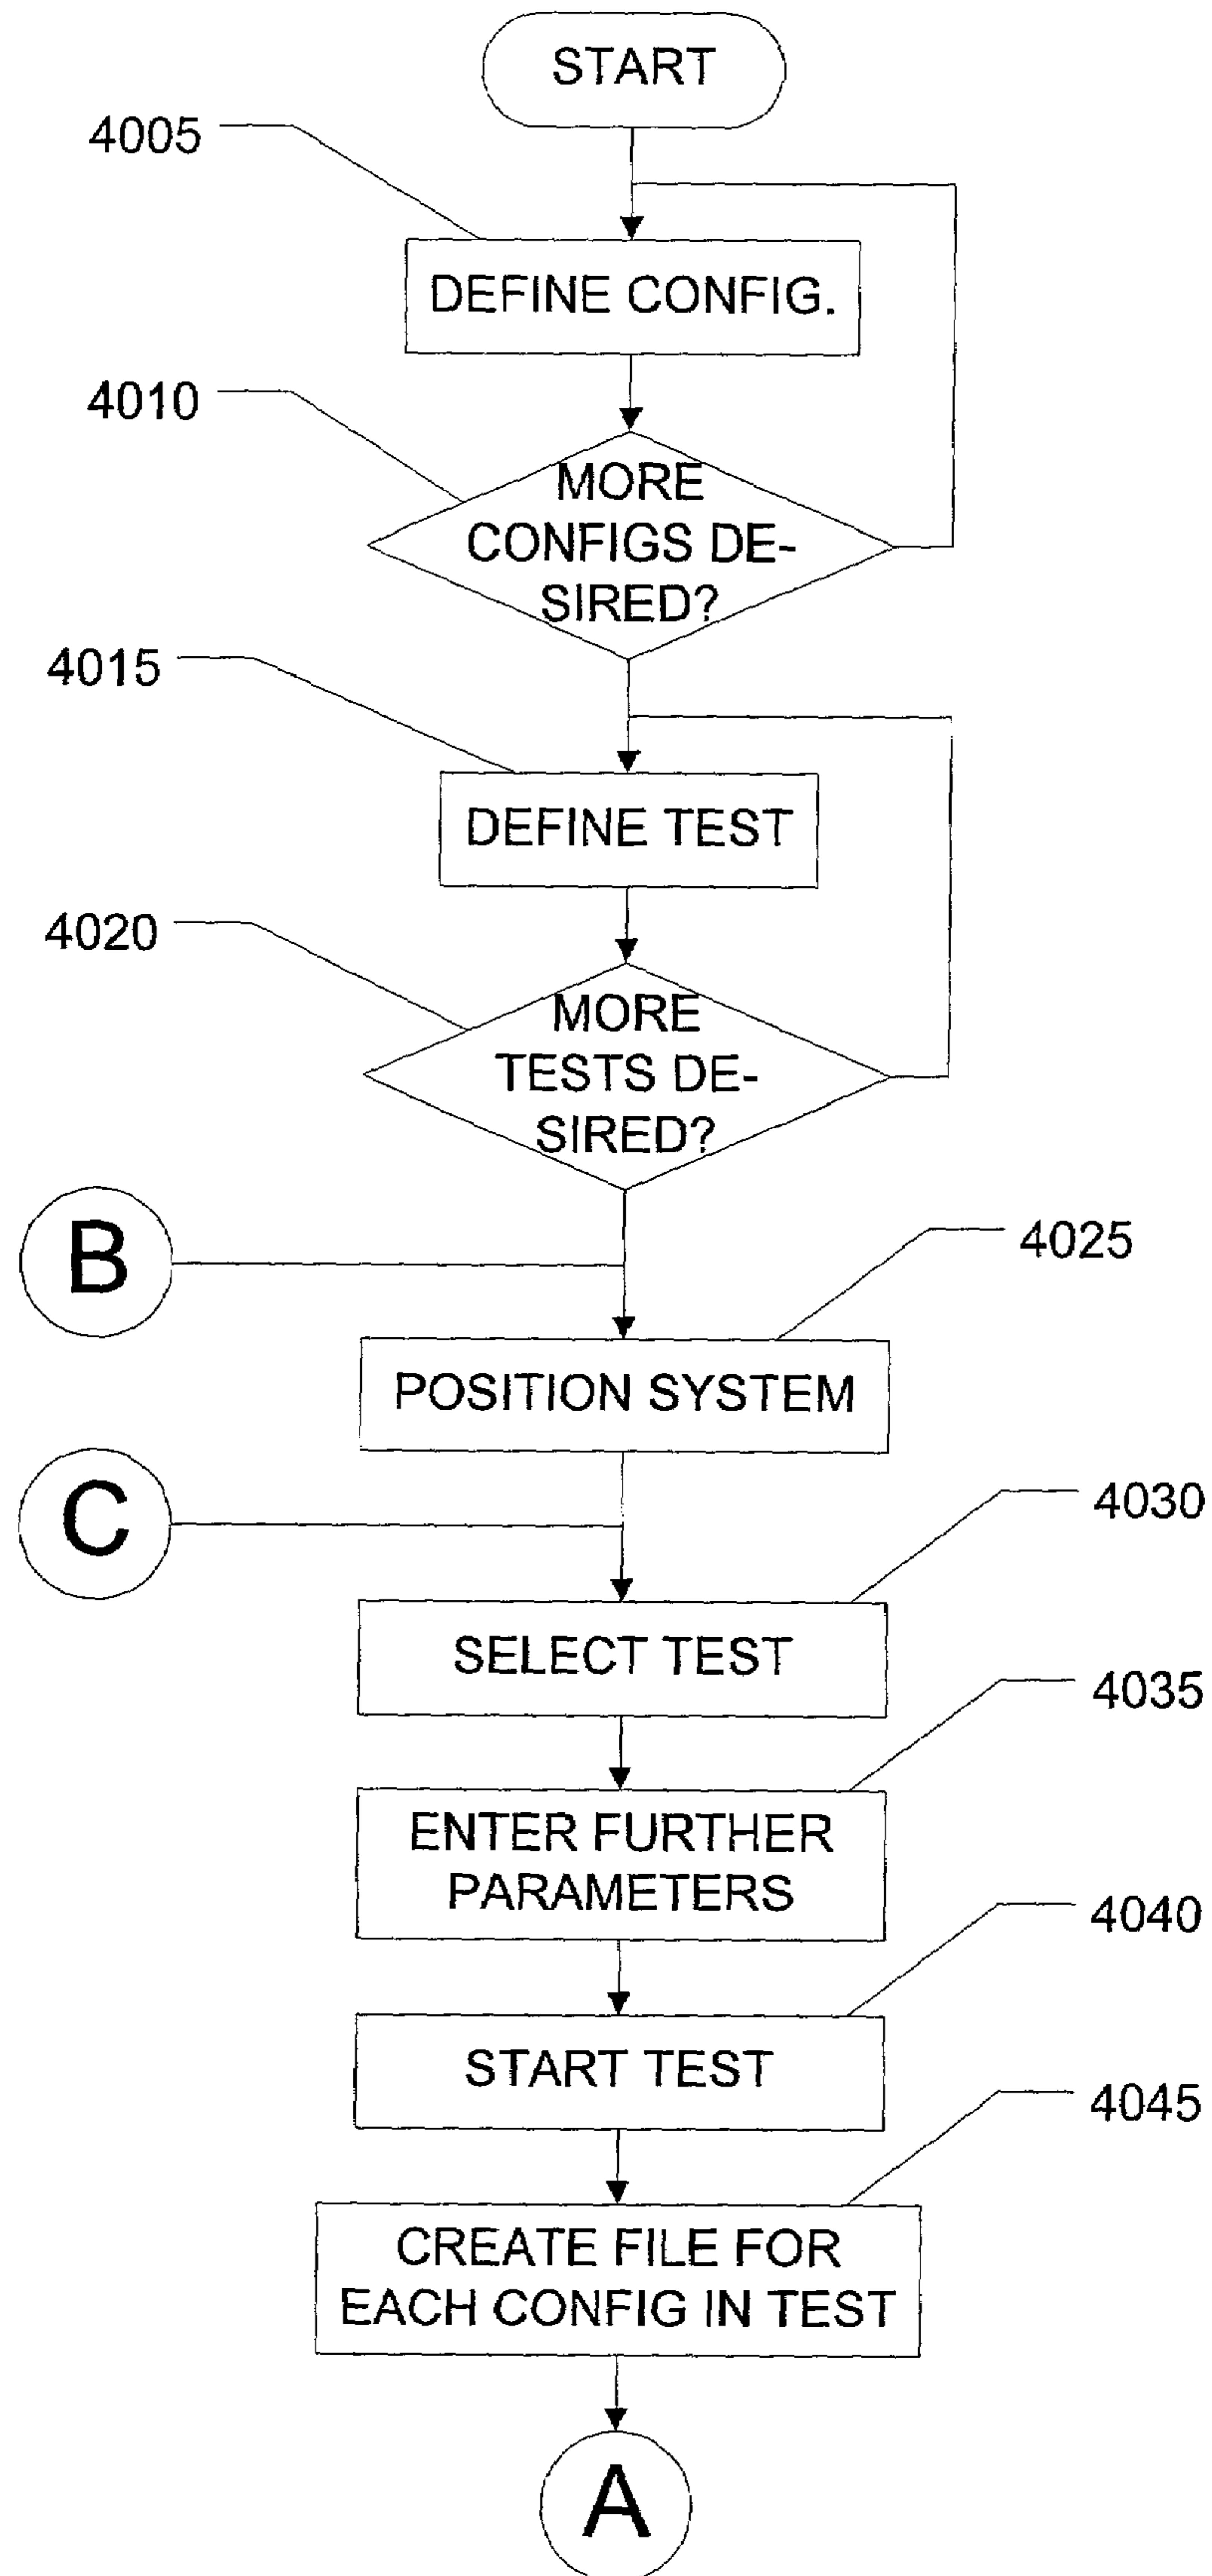 START
4005
DEFINE CONFIG.
4010
MORE
CONFIGS DE-
SIRED?
4015
DEFINE TEST
4020
MORE
TESTS DE-
SIRED?
B
4025
POSITION SYSTEM
C
4030
SELECT TEST
4035
ENTER FURTHER
PARAMETERS
4040
START TEST
4045
CREATE FILE FOR
EACH CONFIG IN TEST
A